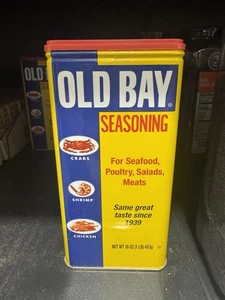 OLD BAY®
SEASONING
CRABS
SHRIMP
CHICKEN
For Seafood,
Poultry, Salads,
Meats
Same great
taste since
1939
NET WT 16 OZ (1 LB) 453g
OLD